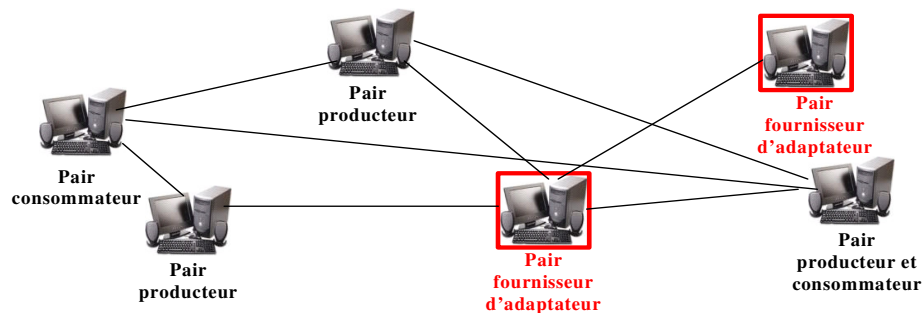 Pair
producteur
Pair
fournisseur
d'adaptateur
Pair
consommateur
Pair
producteur
Pair
fournisseur
d'adaptateur
Pair
producteur et
consommateur